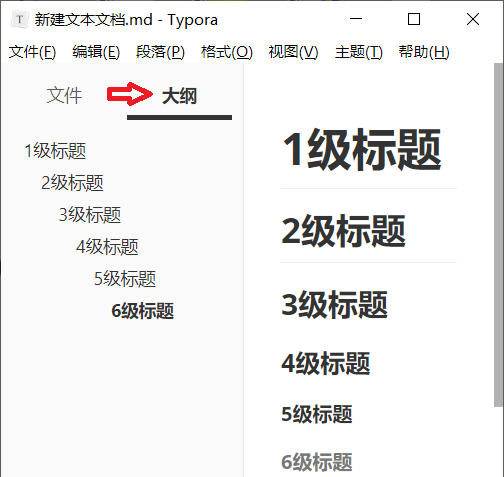 新建文本文档.md - Typora
文件(F) 编辑(E) 段落(P) 格式(O) 视图(V) 主题(T) 帮助(H)
文件 大纲
1级标题
2级标题
3级标题
4级标题
5级标题
6级标题
1级标题
2级标题
3级标题
4级标题
5级标题
6级标题